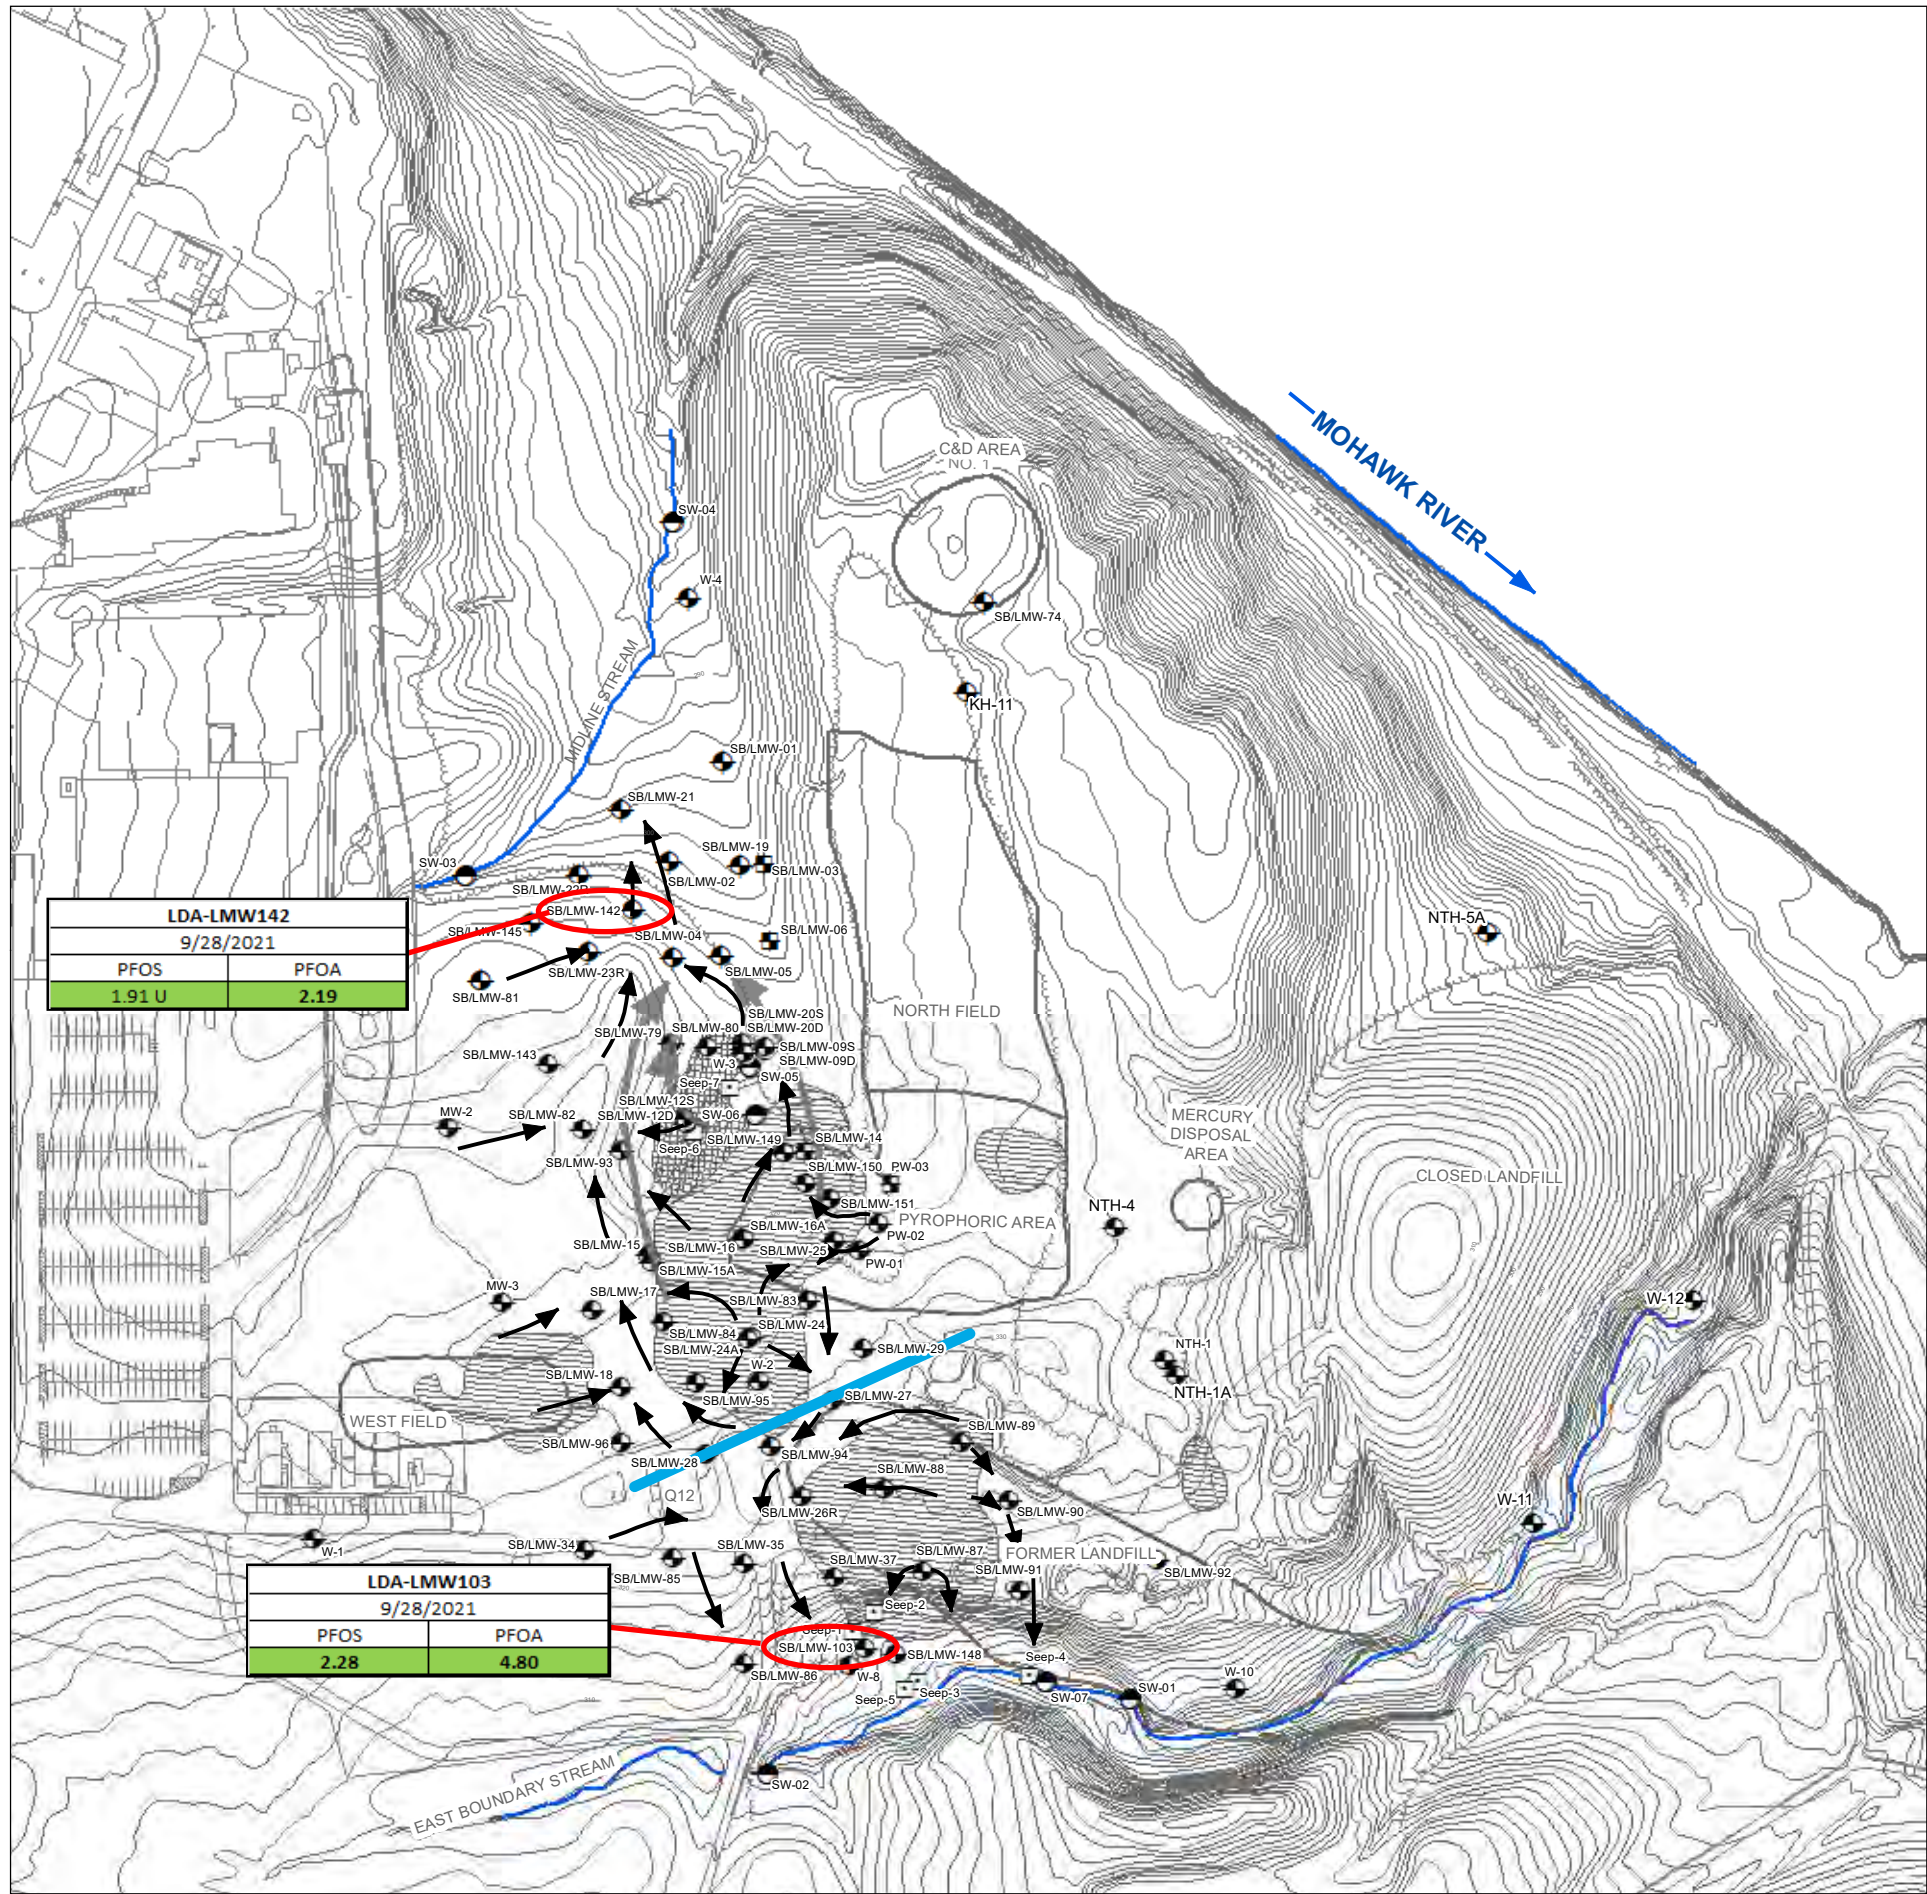 C&D AREA
NO. 1
MOHAWK RIVER
SW-04
W-4
SB/LMW-74
MIDLINE STREAM
KH-11
SB/LMW-01
SB/LMW-21
SW-03
SB/LMW-19
SB/LMW-03
SB/LMW-02
SB/LMW-22R
LDA-LMW142
9/28/2021
PFOS PFOA
1.91 U 2.19
SB/LMW-142
SB/LMW-145
SB/LMW-04
SB/LMW-06
SB/LMW-05
SB/LMW-23R
SB/LMW-81
NTH-5A
NORTH FIELD
SB/LMW-20S
SB/LMW-20D
SB/LMW-79
SB/LMW-80
SB/LMW-09S
SB/LMW-09D
SB/LMW-143
W-3
SW-05
Seep-7
SB/LMW-12S
SB/LMW-12D
SW-06
MW-2
SB/LMW-82
SB/LMW-149
SB/LMW-14
Seep-6
SB/LMW-93
SB/LMW-150
PW-03
SB/LMW-151
MERCURY
DISPOSAL
AREA
CLOSED LANDFILL
NTH-4
PYROPHORIC AREA
SB/LMW-16A
PW-02
SB/LMW-15
SB/LMW-16
SB/LMW-25
PW-01
SB/LMW-15A
MW-3
SB/LMW-17
SB/LMW-83
W-12
SB/LMW-84
SB/LMW-24
SB/LMW-24A
SB/LMW-29
330
NTH-1
NTH-1A
W-2
SB/LMW-18
SB/LMW-95
SB/LMW-27
WEST FIELD
SB/LMW-89
SB/LMW-96
SB/LMW-94
SB/LMW-28
SB/LMW-88
Q12
SB/LMW-26R
SB/LMW-90
W-11
W-1
SB/LMW-34
SB/LMW-35
SB/LMW-87
SB/LMW-37
FORMER LANDFILL
SB/LMW-91
SB/LMW-92
SB/LMW-85
LDA-LMW103
9/28/2021
PFOS PFOA
2.28 4.80
Seep-2
Seep-1
SB/LMW-103
SB/LMW-148
Seep-4
SB/LMW-86
W-8
Seep-3
Seep-5
SW-07
SW-01
W-10
310
SW-02
EAST BOUNDARY STREAM